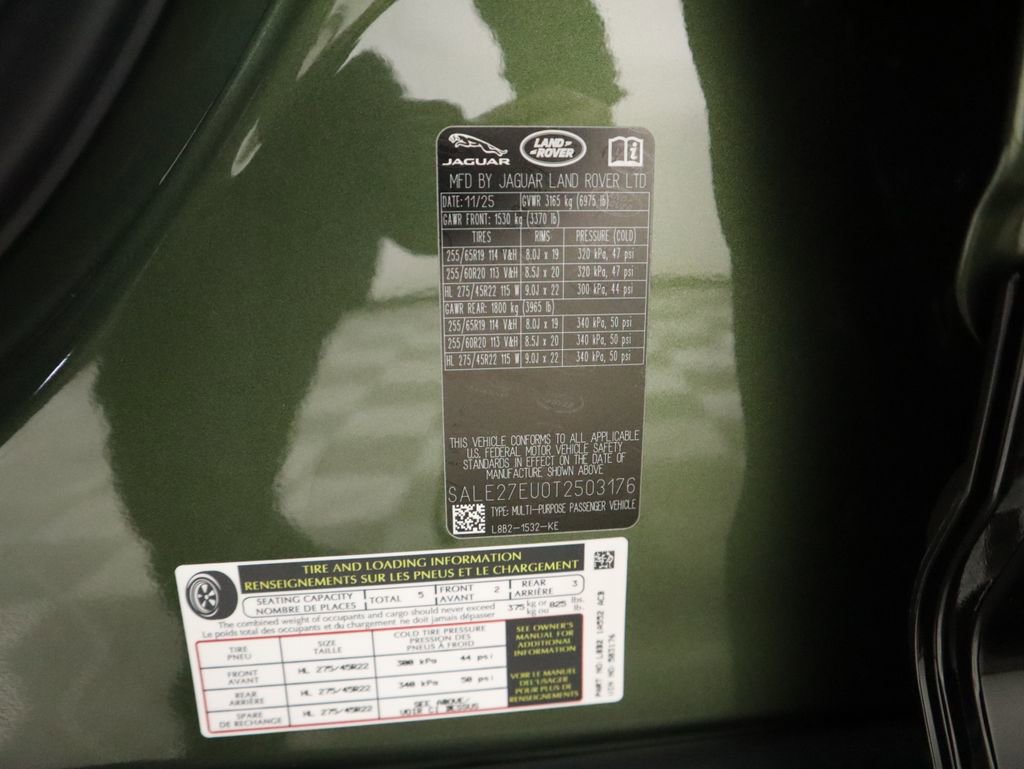 JAGUAR
LAND ROVER
MFD BY JAGUAR LAND ROVER LTD
DATE: 11/25 GVWR 3165 kg (6975 lb)
GAWR FRONT: 1530 kg (3370 lb)
TIRES RIMS PRESSURE (COLD)
255/65R19 114 V&H 8.0J x 19 320 kPa, 47 psi
255/60R20 113 V&H 8.5J x 20 320 kPa, 47 psi
HL 275/45R22 115 W 9.0J x 22 300 kPa, 44 psi
GAWR REAR: 1800 kg (3965 lb)
255/65R19 114 V&H 8.0J x 19 340 kPa, 50 psi
255/60R20 113 V&H 8.5J x 20 340 kPa, 50 psi
HL 275/45R22 115 W 9.0J x 22 340 kPa, 50 psi
THIS VEHICLE CONFORMS TO ALL APPLICABLE
U.S. FEDERAL MOTOR VEHICLE SAFETY
STANDARDS IN EFFECT ON THE DATE OF
MANUFACTURE SHOWN ABOVE
SALE27EU0T2503176
TYPE: MULTI-PURPOSE PASSENGER VEHICLE
L8B2-1532-KE
TIRE AND LOADING INFORMATION
RENSEIGNEMENTS SUR LES PNEUS ET LE CHARGEMENT
SEATING CAPACITY
NOMBRE DE PLACES
TOTAL 5
FRONT
AVANT 2
REAR
ARRIÈRE 3
The combined weight of occupants and cargo should never exceed
Le poids total des occupants et du chargement ne doit jamais dépasser
375 kg or
kg ou
825 lbs.
lb.
TIRE
PNEU
SIZE
TAILLE
COLD TIRE PRESSURE
PRESSION DES
PNEUS À FROID
FRONT
AVANT
HL 275/45R22
300 kPa 44 psi
REAR
ARRIÈRE
HL 275/45R22
340 kPa 50 psi
SPARE
DE RECHANGE
HL 275/45R22
SEE ABOVE/
VOIR CI DESSUS
SEE OWNER'S
MANUAL FOR
ADDITIONAL
INFORMATION
VOIR LE MANUEL
DE L'USAGER
POUR PLUS DE
RENSEIGNEMENTS
PART NO: L8B2 1A552 ACB
VIN NO: 503176